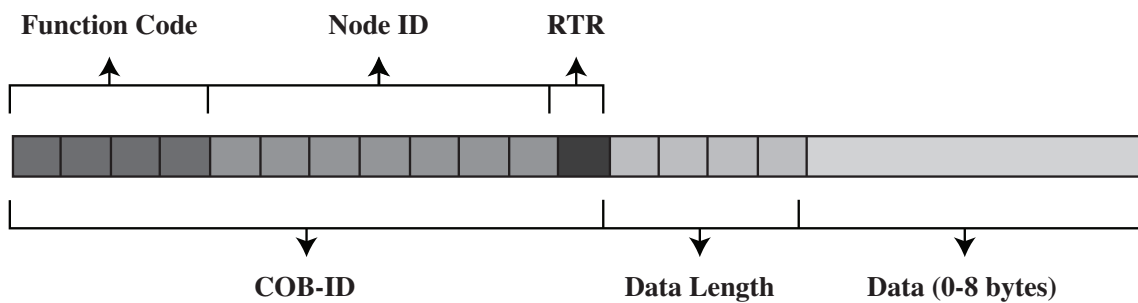 Function Code Node ID RTR
COB-ID Data Length Data (0-8 bytes)